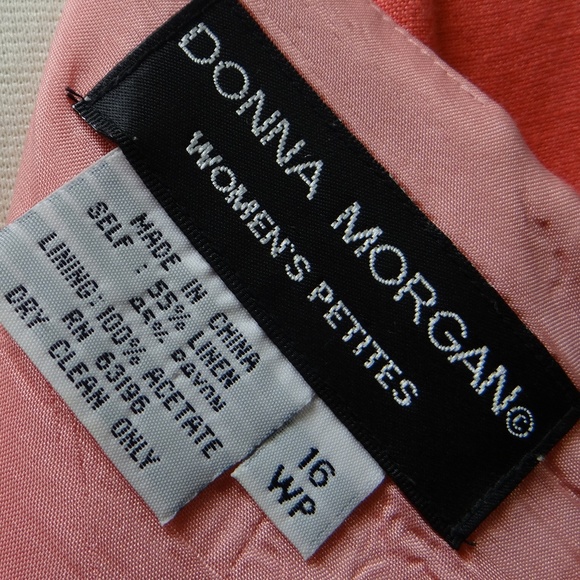 DONNA MORGAN©
WOMEN'S PETITES
MADE IN CHINA
SELF : 55% LINEN
RAYON
LINING: 100% ACETATE
RN 63196
DRY CLEAN ONLY
16
WP